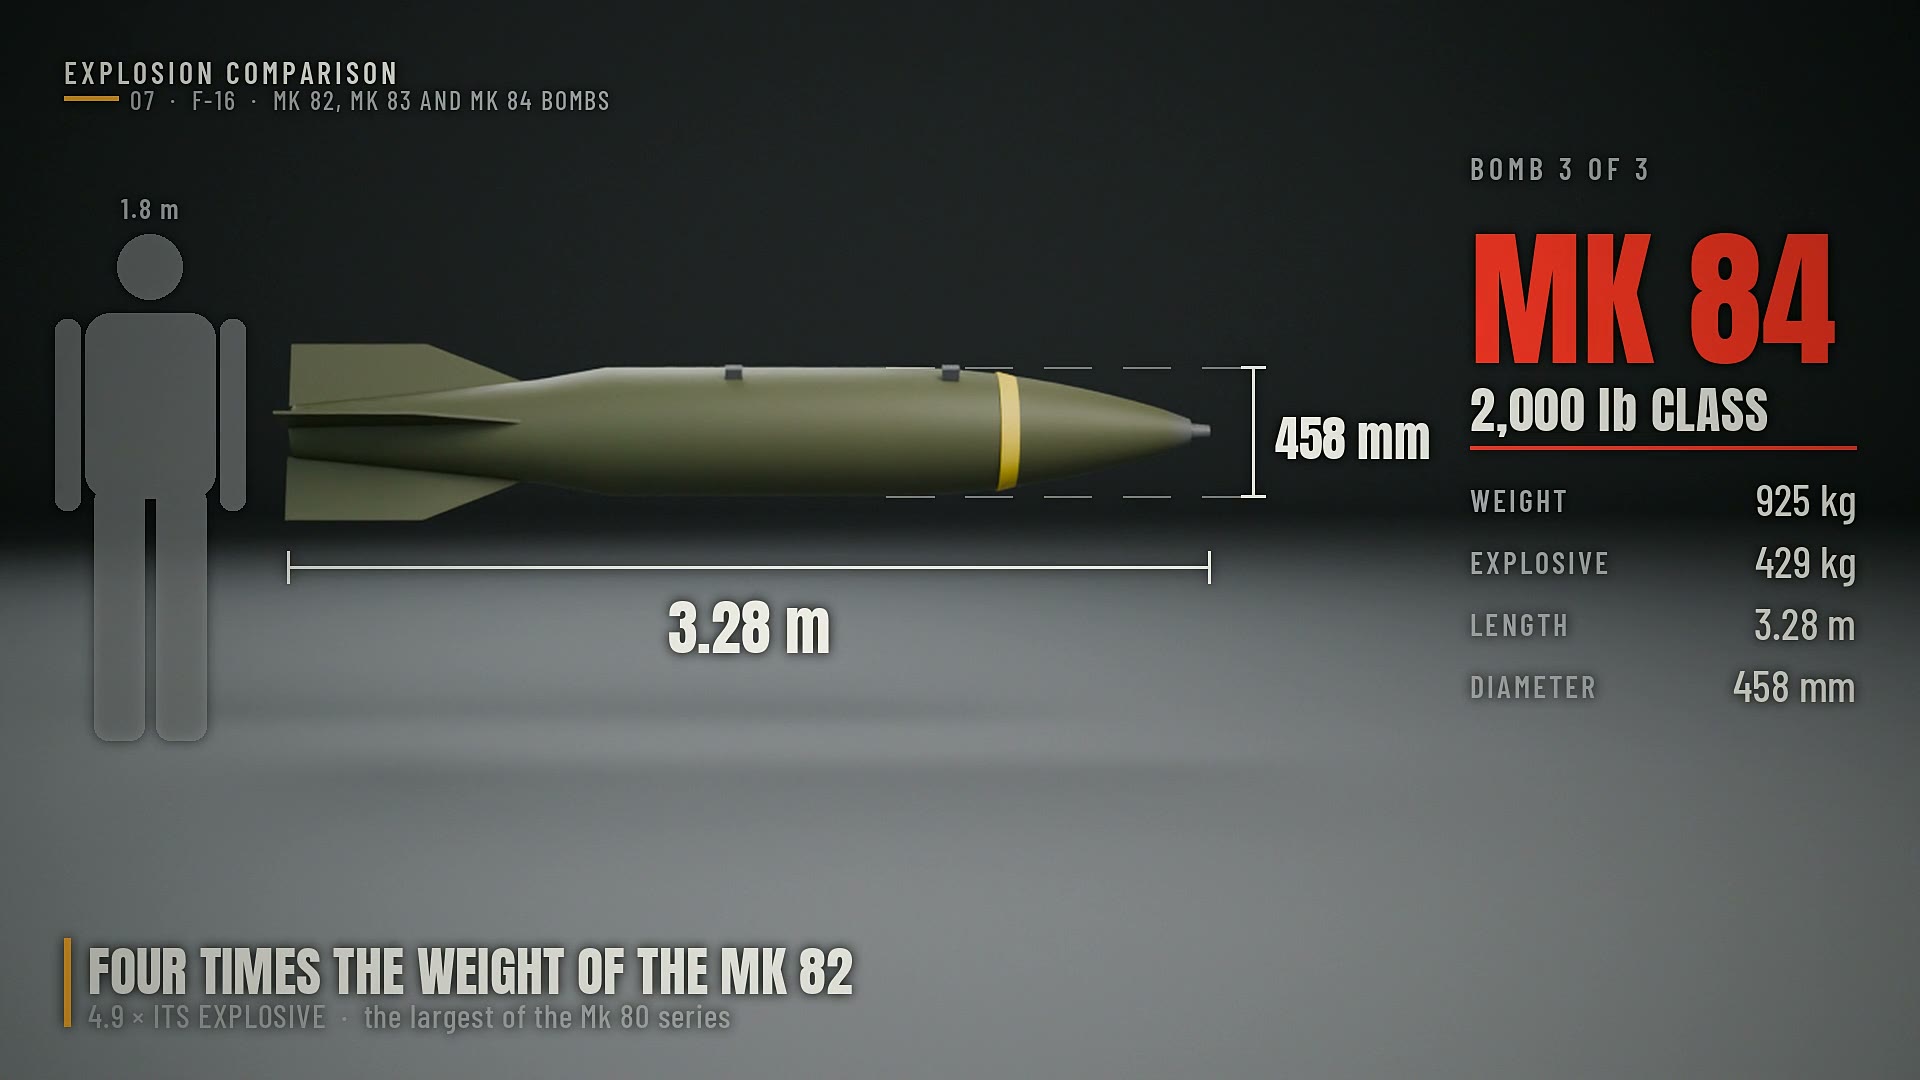 EXPLOSION COMPARISON
07 · F-16 · MK 82, MK 83 AND MK 84 BOMBS
1.8 m
458 mm
3.28 m
BOMB 3 OF 3
MK 84
2,000 lb CLASS
WEIGHT 925 kg
EXPLOSIVE 429 kg
LENGTH 3.28 m
DIAMETER 458 mm
FOUR TIMES THE WEIGHT OF THE MK 82
4.9 × ITS EXPLOSIVE · the largest of the Mk 80 series